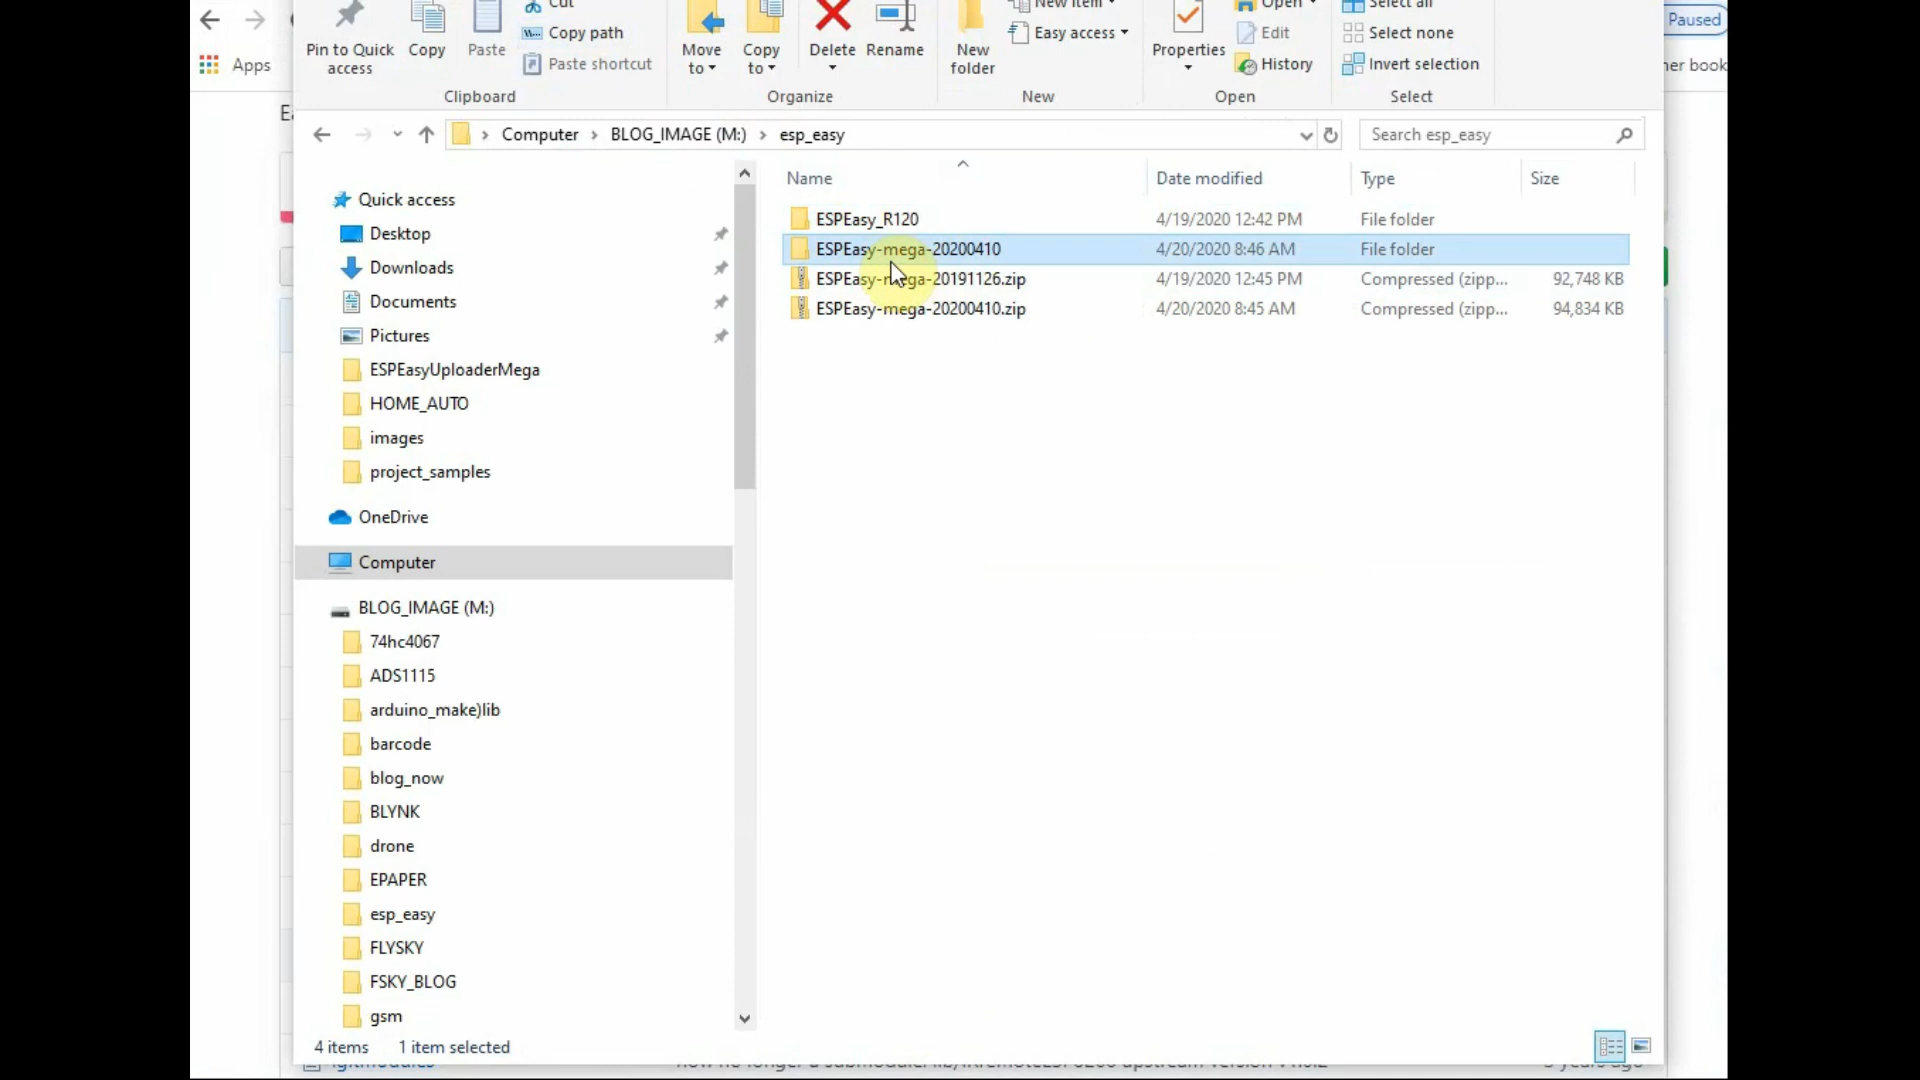 Paused
Apps
her book
Ea
Pin to Quick access
Copy
Paste
Cut
Copy path
Paste shortcut
Clipboard
Move to
Copy to
Delete
Rename
Organize
New folder
New item
Easy access
New
Properties
Open
Edit
History
Open
Select all
Select none
Invert selection
Select
Computer > BLOG_IMAGE (M:) > esp_easy
Search esp_easy
Name Date modified Type Size
ESPEasy_R120 4/19/2020 12:42 PM File folder
ESPEasy-mega-20200410 4/20/2020 8:46 AM File folder
ESPEasy-mega-20191126.zip 4/19/2020 12:45 PM Compressed (zipp... 92,748 KB
ESPEasy-mega-20200410.zip 4/20/2020 8:45 AM Compressed (zipp... 94,834 KB
Quick access
Desktop
Downloads
Documents
Pictures
ESPEasyUploaderMega
HOME_AUTO
images
project_samples
OneDrive
Computer
BLOG_IMAGE (M:)
74hc4067
ADS1115
arduino_make)lib
barcode
blog_now
BLYNK
drone
EPAPER
esp_easy
FLYSKY
FSKY_BLOG
gsm
4 items 1 item selected